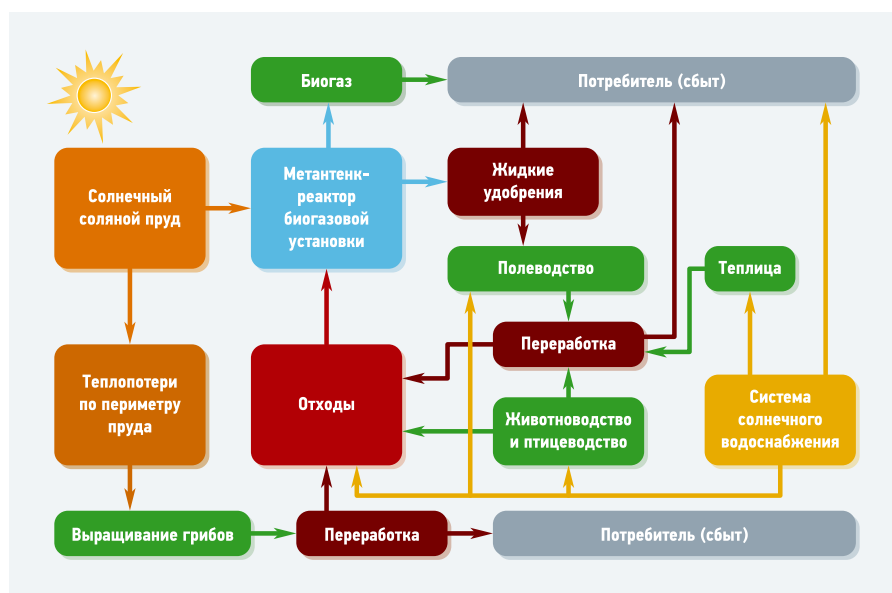 Биогаз
Потребитель (сбыт)
Солнечный
соляной пруд
Метантенк-
реактор
биогазовой
установки
Жидкие
удобрения
Полеводство
Теплица
Переработка
Теплопотери
по периметру
пруда
Отходы
Животноводство
и птицеводство
Система
солнечного
водоснабжения
Выращивание грибов
Переработка
Потребитель (сбыт)